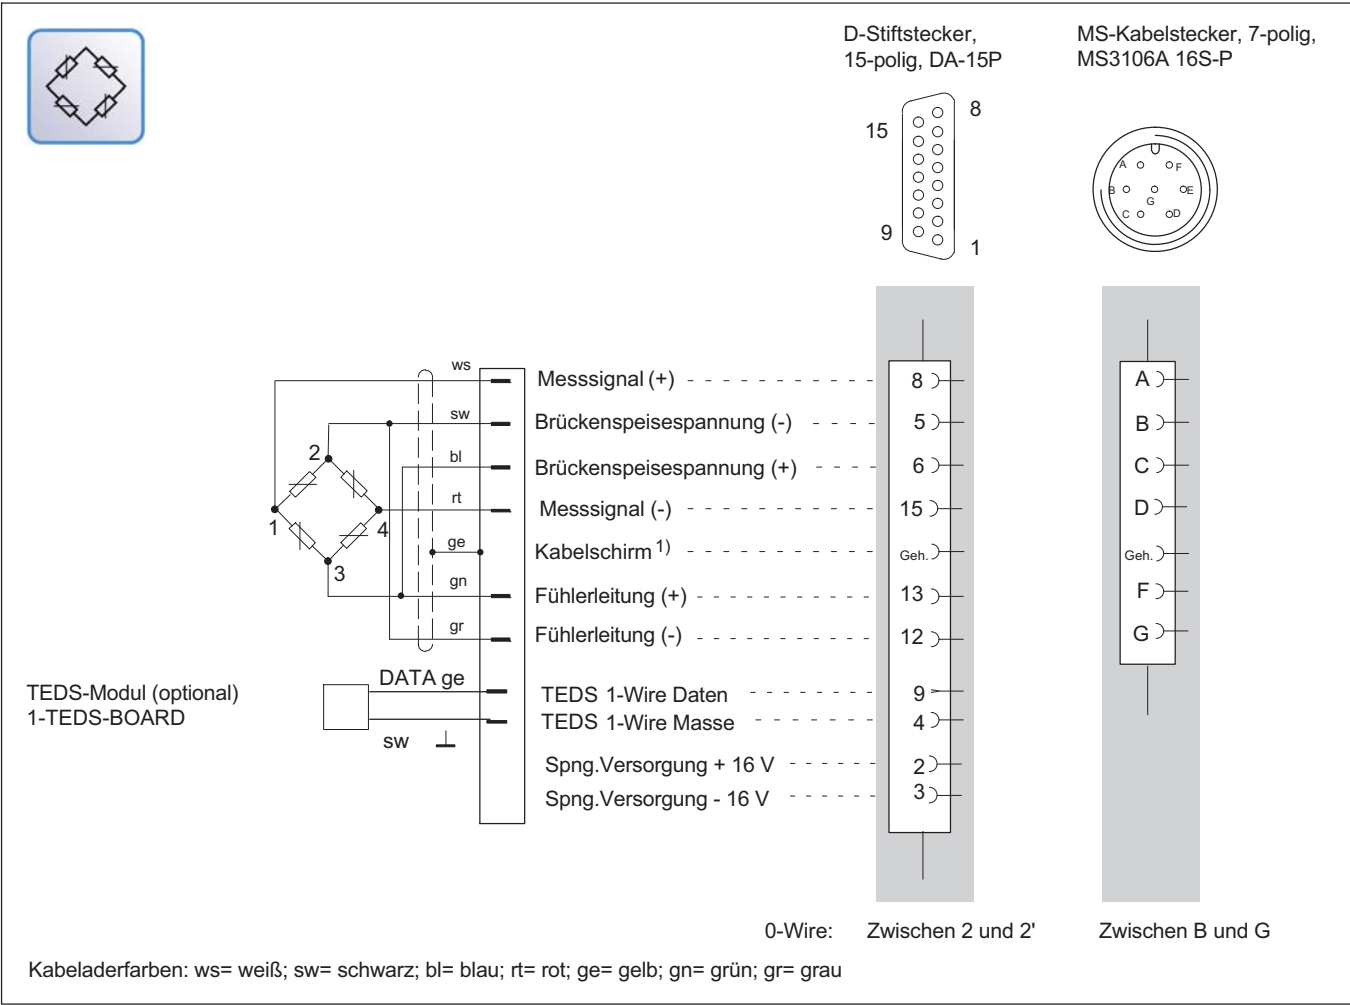 D-Stiftstecker,
15-polig, DA-15P
MS-Kabelstecker, 7-polig,
MS3106A 16S-P
8
15
9
1
A
F
B
E
G
C
D
ws
Messsignal (+)
8
A
sw
Brückenspeisespannung (-)
5
B
2
bl
Brückenspeisespannung (+)
6
C
rt
Messsignal (-)
15
D
1
4
ge
Kabelschirm 1)
Geh.
Geh.
3
gn
Fühlerleitung (+)
13
F
gr
Fühlerleitung (-)
12
G
TEDS-Modul (optional)
1-TEDS-BOARD
DATA ge
TEDS 1-Wire Daten
9
sw
TEDS 1-Wire Masse
4
Spng.Versorgung + 16 V
2
Spng.Versorgung - 16 V
3
0-Wire: Zwischen 2 und 2' Zwischen B und G
Kabeladerfarben: ws= weiß; sw= schwarz; bl= blau; rt= rot; ge= gelb; gn= grün; gr= grau